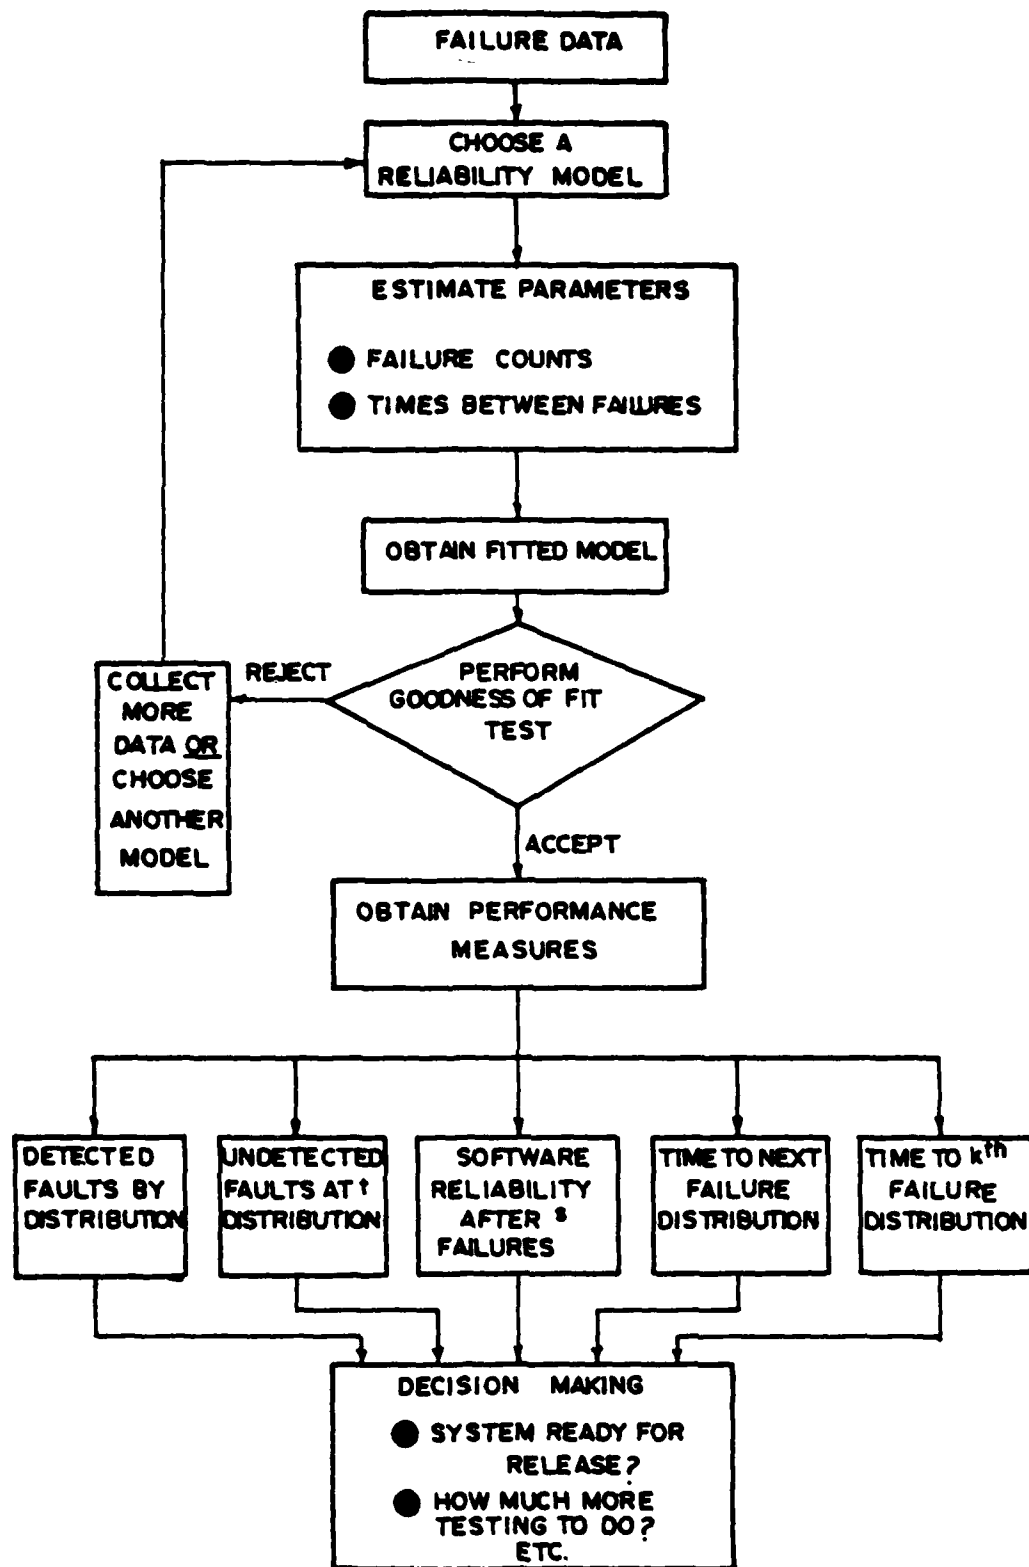 FAILURE DATA
CHOOSE A
RELIABILITY MODEL
ESTIMATE PARAMETERS
● FAILURE COUNTS
● TIMES BETWEEN FAILURES
OBTAIN FITTED MODEL
PERFORM
GOODNESS OF FIT
TEST
REJECT
COLLECT
MORE
DATA OR
CHOOSE
ANOTHER
MODEL
ACCEPT
OBTAIN PERFORMANCE
MEASURES
DETECTED
FAULTS BY
DISTRIBUTION
UNDETECTED
FAULTS AT t
DISTRIBUTION
SOFTWARE
RELIABILITY
AFTER s
FAILURES
TIME TO NEXT
FAILURE
DISTRIBUTION
TIME TO kth
FAILURE
DISTRIBUTION
DECISION MAKING
● SYSTEM READY FOR
RELEASE?
● HOW MUCH MORE
TESTING TO DO?
ETC.